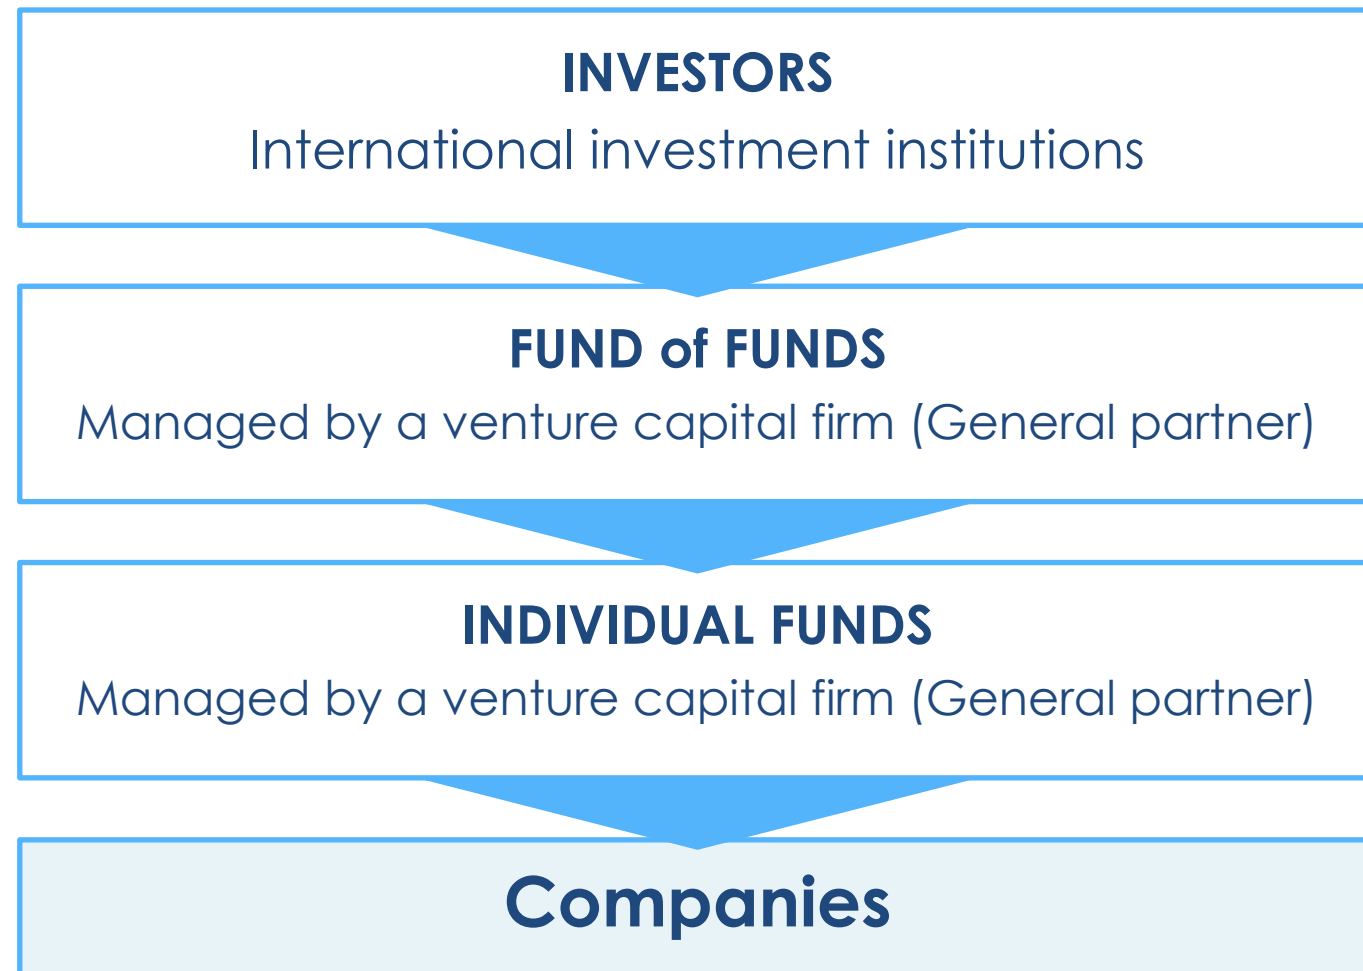 INVESTORS
International investment institutions
FUND of FUNDS
Managed by a venture capital firm (General partner)
INDIVIDUAL FUNDS
Managed by a venture capital firm (General partner)
Companies